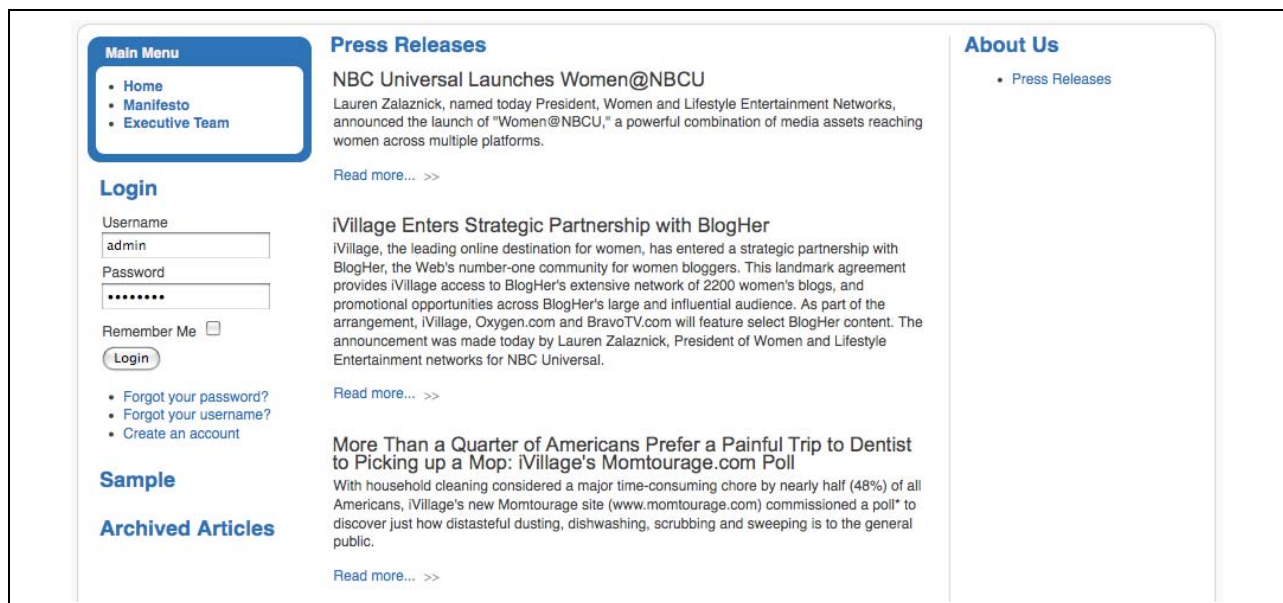 Main Menu
Home
Manifesto
Executive Team
Login
Username
admin
Password
••••••••
Remember Me
Login
Forgot your password?
Forgot your username?
Create an account
Sample
Archived Articles
Press Releases
NBC Universal Launches Women@NBCU
Lauren Zalaznick, named today President, Women and Lifestyle Entertainment Networks,
announced the launch of "Women@NBCU," a powerful combination of media assets reaching
women across multiple platforms.
Read more... >>
iVillage Enters Strategic Partnership with BlogHer
iVillage, the leading online destination for women, has entered a strategic partnership with
BlogHer, the Web's number-one community for women bloggers. This landmark agreement
provides iVillage access to BlogHer's extensive network of 2200 women's blogs, and
promotional opportunities across BlogHer's large and influential audience. As part of the
arrangement, iVillage, Oxygen.com and BravoTV.com will feature select BlogHer content. The
announcement was made today by Lauren Zalaznick, President of Women and Lifestyle
Entertainment networks for NBC Universal.
Read more... >>
More Than a Quarter of Americans Prefer a Painful Trip to Dentist
to Picking up a Mop: iVillage's Momtourage.com Poll
With household cleaning considered a major time-consuming chore by nearly half (48%) of all
Americans, iVillage's new Momtourage site (www.momtourage.com) commissioned a poll* to
discover just how distasteful dusting, dishwashing, scrubbing and sweeping is to the general
public.
Read more... >>
About Us
Press Releases